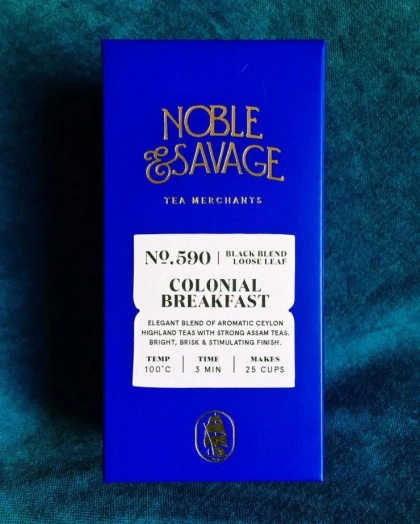 NOBLE
& SAVAGE
TEA MERCHANTS
Nº.590 | BLACK BLEND
LOOSE LEAF
COLONIAL
BREAKFAST
ELEGANT BLEND OF AROMATIC CEYLON
HIGHLAND TEAS WITH STRONG ASSAM TEAS.
BRIGHT, BRISK & STIMULATING FINISH.
TEMP TIME MAKES
100°C 3 MIN 25 CUPS